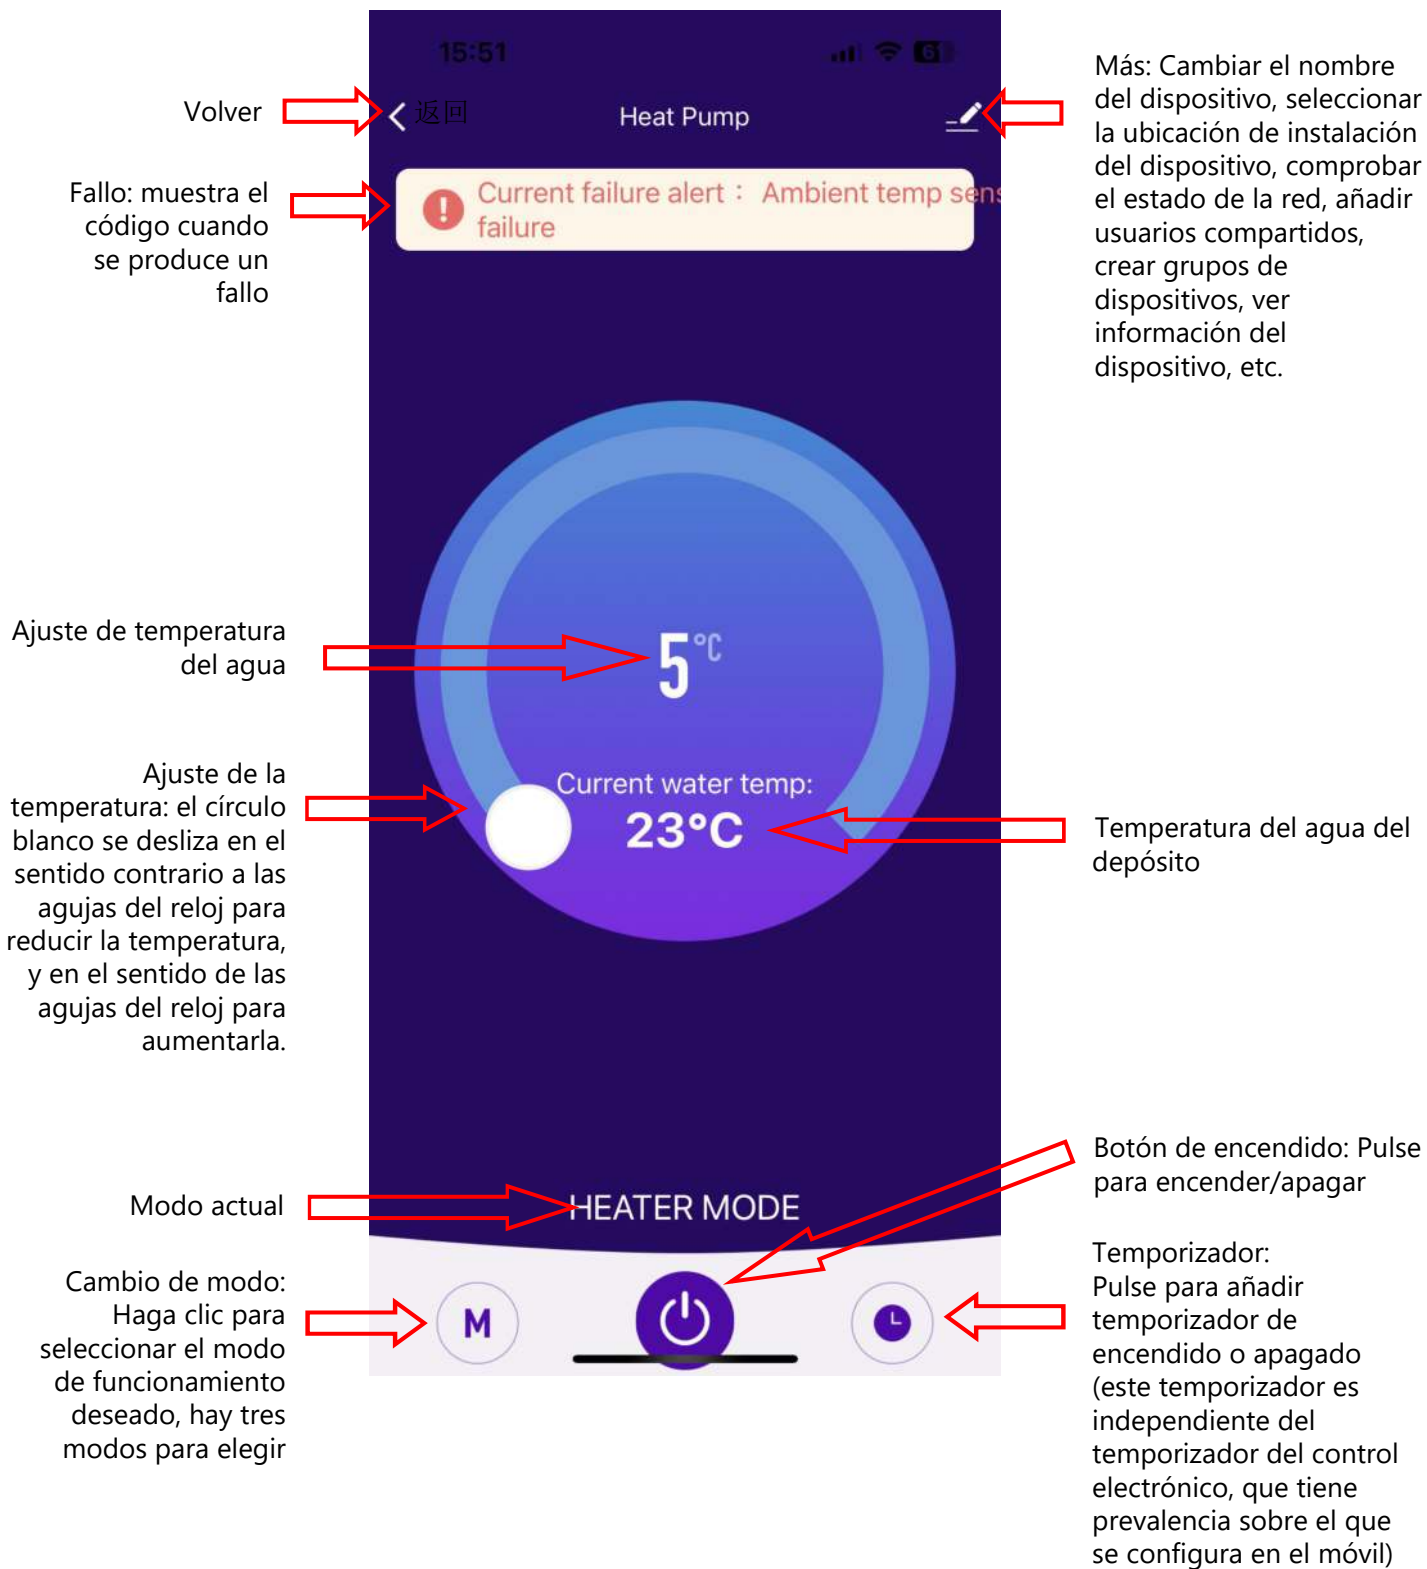 15:51
61
Volver
返回
Heat Pump
Más: Cambiar el nombre
del dispositivo, seleccionar
la ubicación de instalación
del dispositivo, comprobar
el estado de la red, añadir
usuarios compartidos,
crear grupos de
dispositivos, ver
información del
dispositivo, etc.
Fallo: muestra el
código cuando
se produce un
fallo
Current failure alert： Ambient temp sens
failure
Ajuste de temperatura
del agua
5°C
Ajuste de la
temperatura: el círculo
blanco se desliza en el
sentido contrario a las
agujas del reloj para
reducir la temperatura,
y en el sentido de las
agujas del reloj para
aumentarla.
Current water temp:
23°C
Temperatura del agua del
depósito
Modo actual
HEATER MODE
Botón de encendido: Pulse
para encender/apagar
Cambio de modo:
Haga clic para
seleccionar el modo
de funcionamiento
deseado, hay tres
modos para elegir
M
Temporizador:
Pulse para añadir
temporizador de
encendido o apagado
(este temporizador es
independiente del
temporizador del control
electrónico, que tiene
prevalencia sobre el que
se configura en el móvil)